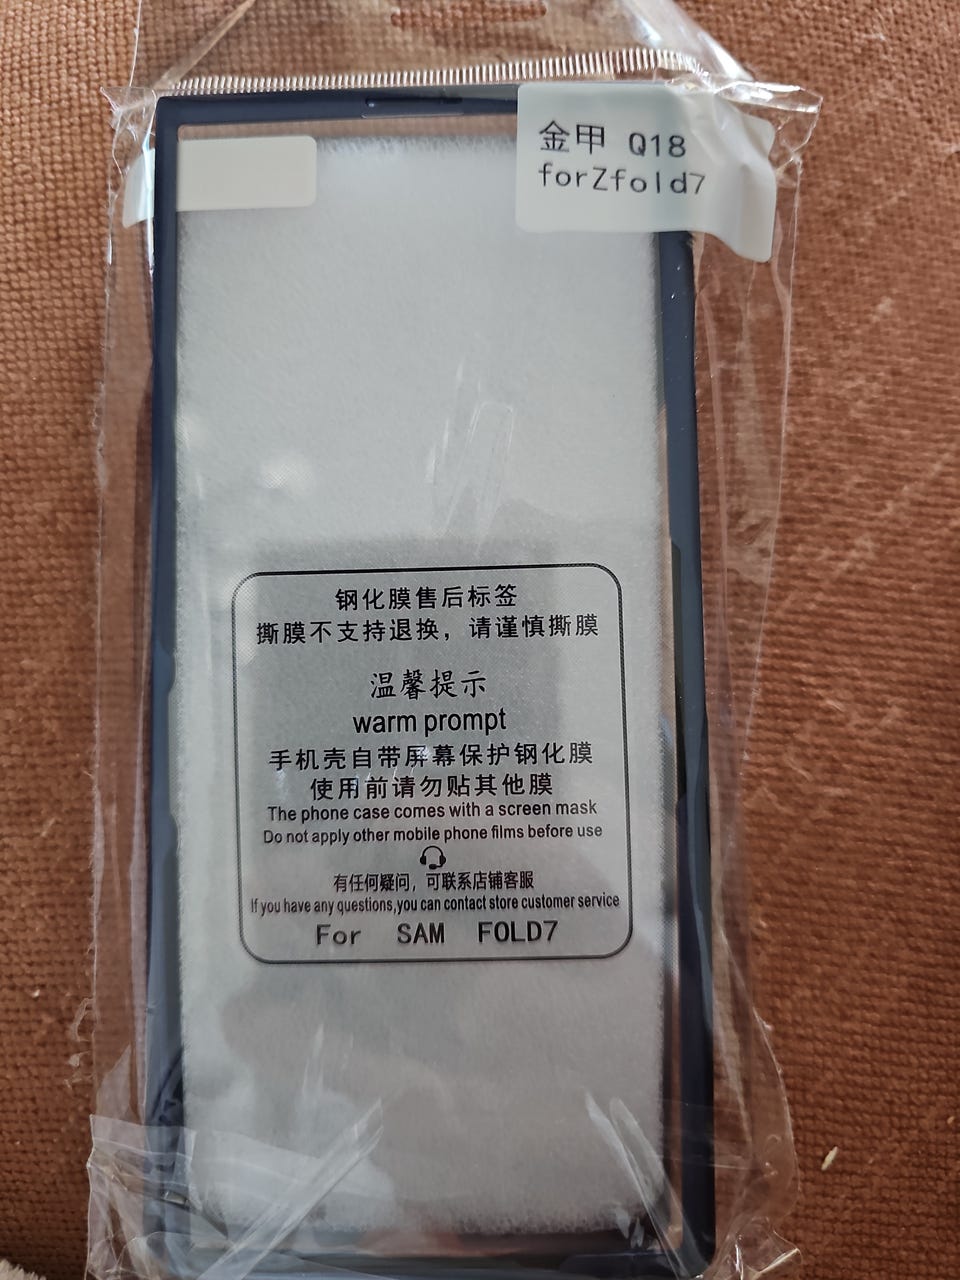 金甲 Q18
forZfold7
钢化膜售后标签
撕膜不支持退换，请谨慎撕膜
温馨提示
warm prompt
手机壳自带屏幕保护钢化膜
使用前请勿贴其他膜
The phone case comes with a screen mask
Do not apply other mobile phone films before use
有任何疑问，可联系店铺客服
If you have any questions,you can contact store customer service
For SAM FOLD7